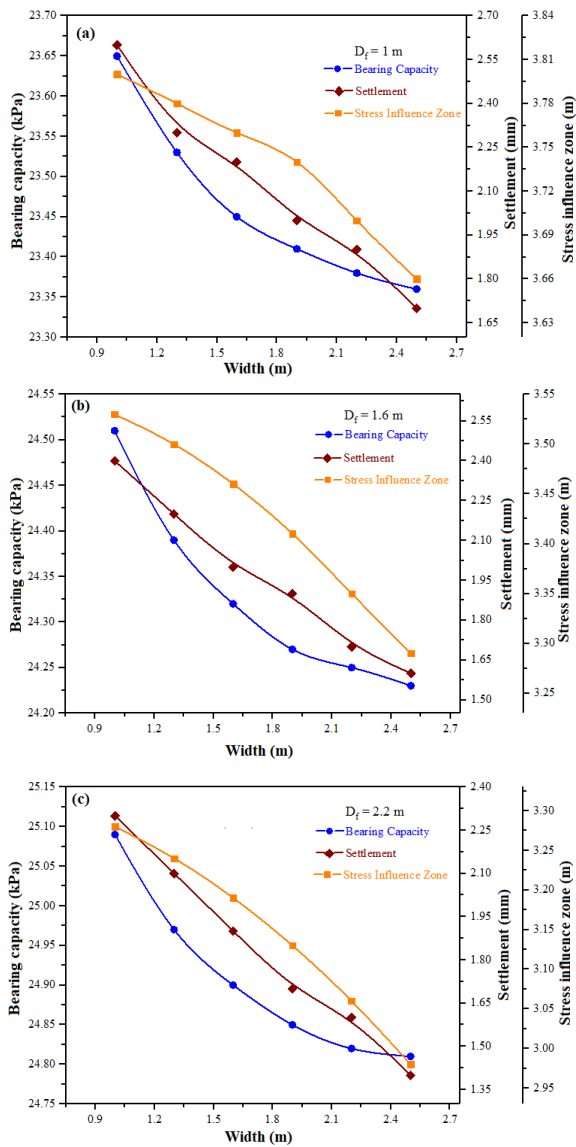 (a)
D_f = 1 m
Bearing Capacity
Settlement
Stress Influence Zone
Bearing capacity (kPa)
23.70
23.65
23.60
23.55
23.50
23.45
23.40
23.35
23.30
0.9 1.2 1.5 1.8 2.1 2.4 2.7
Width (m)
2.70
2.55
2.40
2.25
2.10
1.95
1.80
1.65
Settlement (mm)
3.84
3.81
3.78
3.75
3.72
3.69
3.66
3.63
Stress influence zone (m)
(b)
D_f = 1.6 m
Bearing Capacity
Settlement
Stress Influence Zone
Bearing capacity (kPa)
24.55
24.50
24.45
24.40
24.35
24.30
24.25
24.20
0.9 1.2 1.5 1.8 2.1 2.4 2.7
Width (m)
2.55
2.40
2.25
2.10
1.95
1.80
1.65
1.50
Settlement (mm)
3.55
3.50
3.45
3.40
3.35
3.30
3.25
Stress influence zone (m)
(c)
D_f = 2.2 m
Bearing Capacity
Settlement
Stress Influence Zone
Bearing capacity (kPa)
25.15
25.10
25.05
25.00
24.95
24.90
24.85
24.80
24.75
0.9 1.2 1.5 1.8 2.1 2.4 2.7
Width (m)
2.40
2.25
2.10
1.95
1.80
1.65
1.50
1.35
Settlement (mm)
3.30
3.25
3.20
3.15
3.10
3.05
3.00
2.95
Stress influence zone (m)